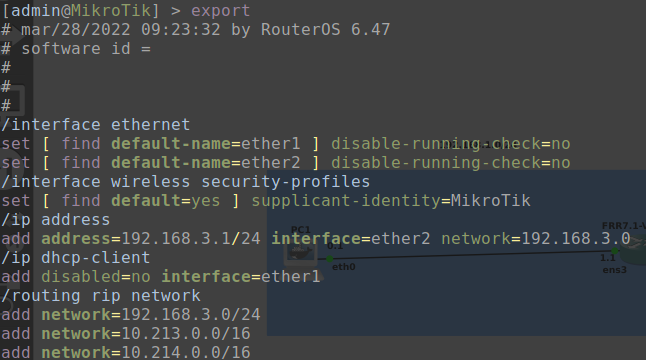 [admin@MikroTik] > export
# mar/28/2022 09:23:32 by RouterOS 6.47
# software id =
#
#
#
/interface ethernet
set [ find default-name=ether1 ] disable-running-check=no
set [ find default-name=ether2 ] disable-running-check=no
/interface wireless security-profiles
set [ find default=yes ] supplicant-identity=MikroTik
/ip address
add address=192.168.3.1/24 interface=ether2 network=192.168.3.0
/ip dhcp-client
add disabled=no interface=ether1
/routing rip network
add network=192.168.3.0/24
add network=10.213.0.0/16
add network=10.214.0.0/16
PC1
eth0
1.1
ens3